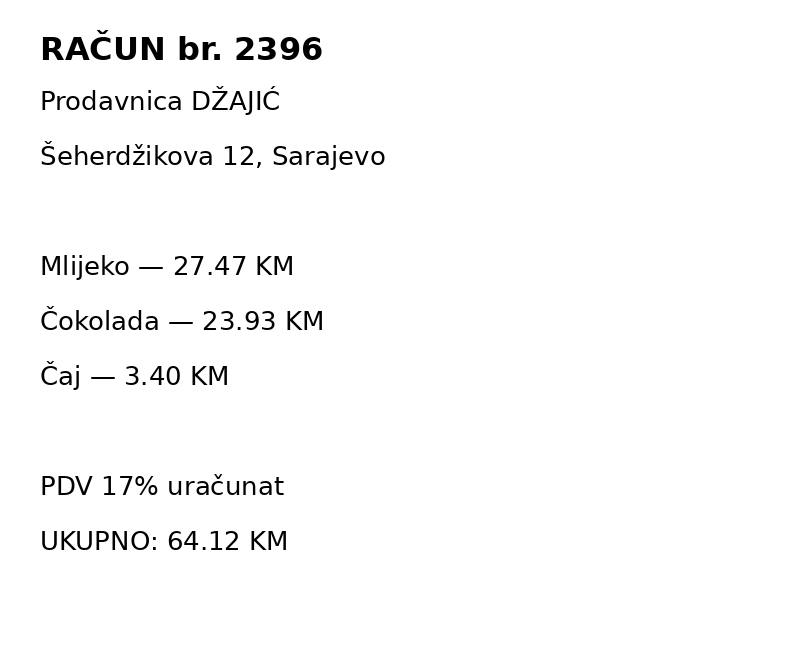 RAČUN br. 2396
Prodavnica DŽAJIĆ
Šeherdžikova 12, Sarajevo
Mlijeko — 27.47 KM
Čokolada — 23.93 KM
Čaj — 3.40 KM
PDV 17% uračunat
UKUPNO: 64.12 KM